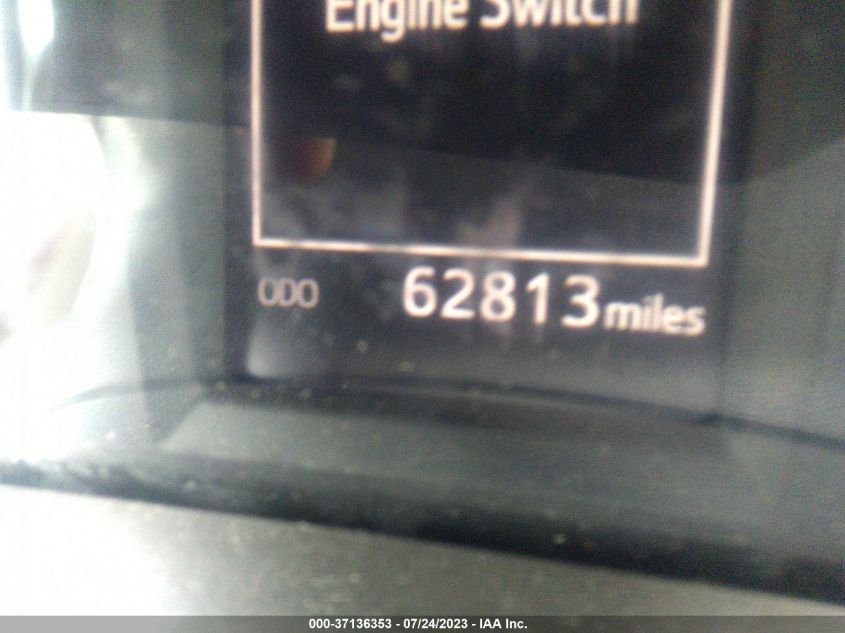 Engine Switch
ODO 62813 miles
000-37136353 - 07/24/2023 - IAA Inc.